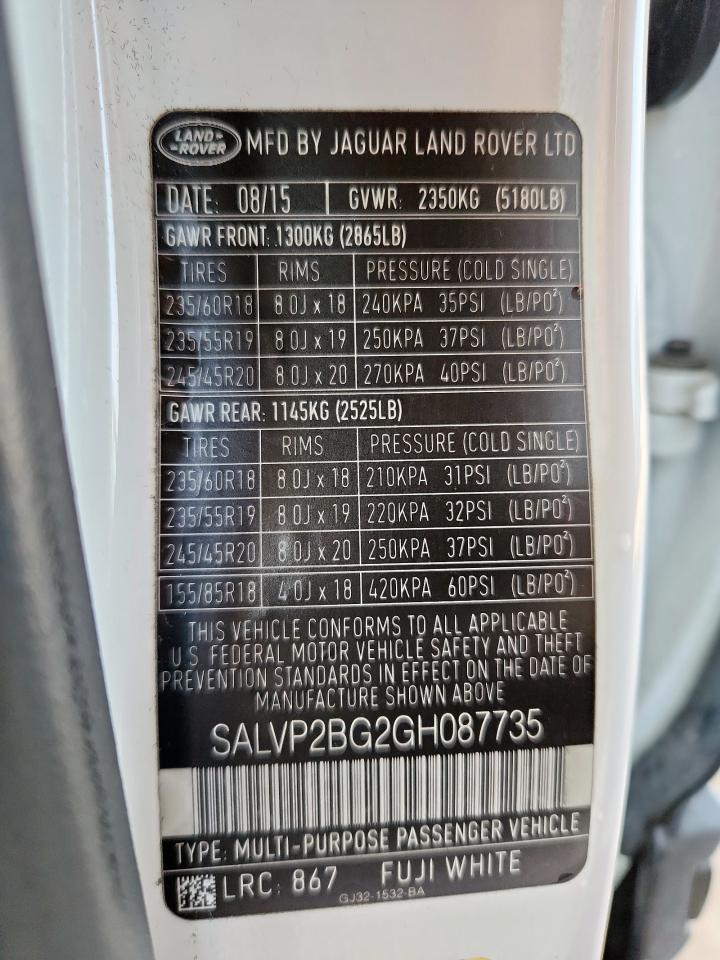 LAND-ROVER MFD BY JAGUAR LAND ROVER LTD
DATE: 08/15 GVWR: 2350KG (5180LB)
GAWR FRONT: 1300KG (2865LB)
TIRES RIMS PRESSURE (COLD SINGLE)
235/60R18 8.0J x 18 240KPA 35PSI (LB/PO²)
235/55R19 8.0J x 19 250KPA 37PSI (LB/PO²)
245/45R20 8.0J x 20 270KPA 40PSI (LB/PO²)
GAWR REAR: 1145KG (2525LB)
TIRES RIMS PRESSURE (COLD SINGLE)
235/60R18 8.0J x 18 210KPA 31PSI (LB/PO²)
235/55R19 8.0J x 19 220KPA 32PSI (LB/PO²)
245/45R20 8.0J x 20 250KPA 37PSI (LB/PO²)
155/85R18 4.0J x 18 420KPA 60PSI (LB/PO²)
THIS VEHICLE CONFORMS TO ALL APPLICABLE
U.S. FEDERAL MOTOR VEHICLE SAFETY AND THEFT
PREVENTION STANDARDS IN EFFECT ON THE DATE OF
MANUFACTURE SHOWN ABOVE
SALVP2BG2GH087735
TYPE: MULTI-PURPOSE PASSENGER VEHICLE
LRC: 867 FUJI WHITE
GJ32-1532-BA